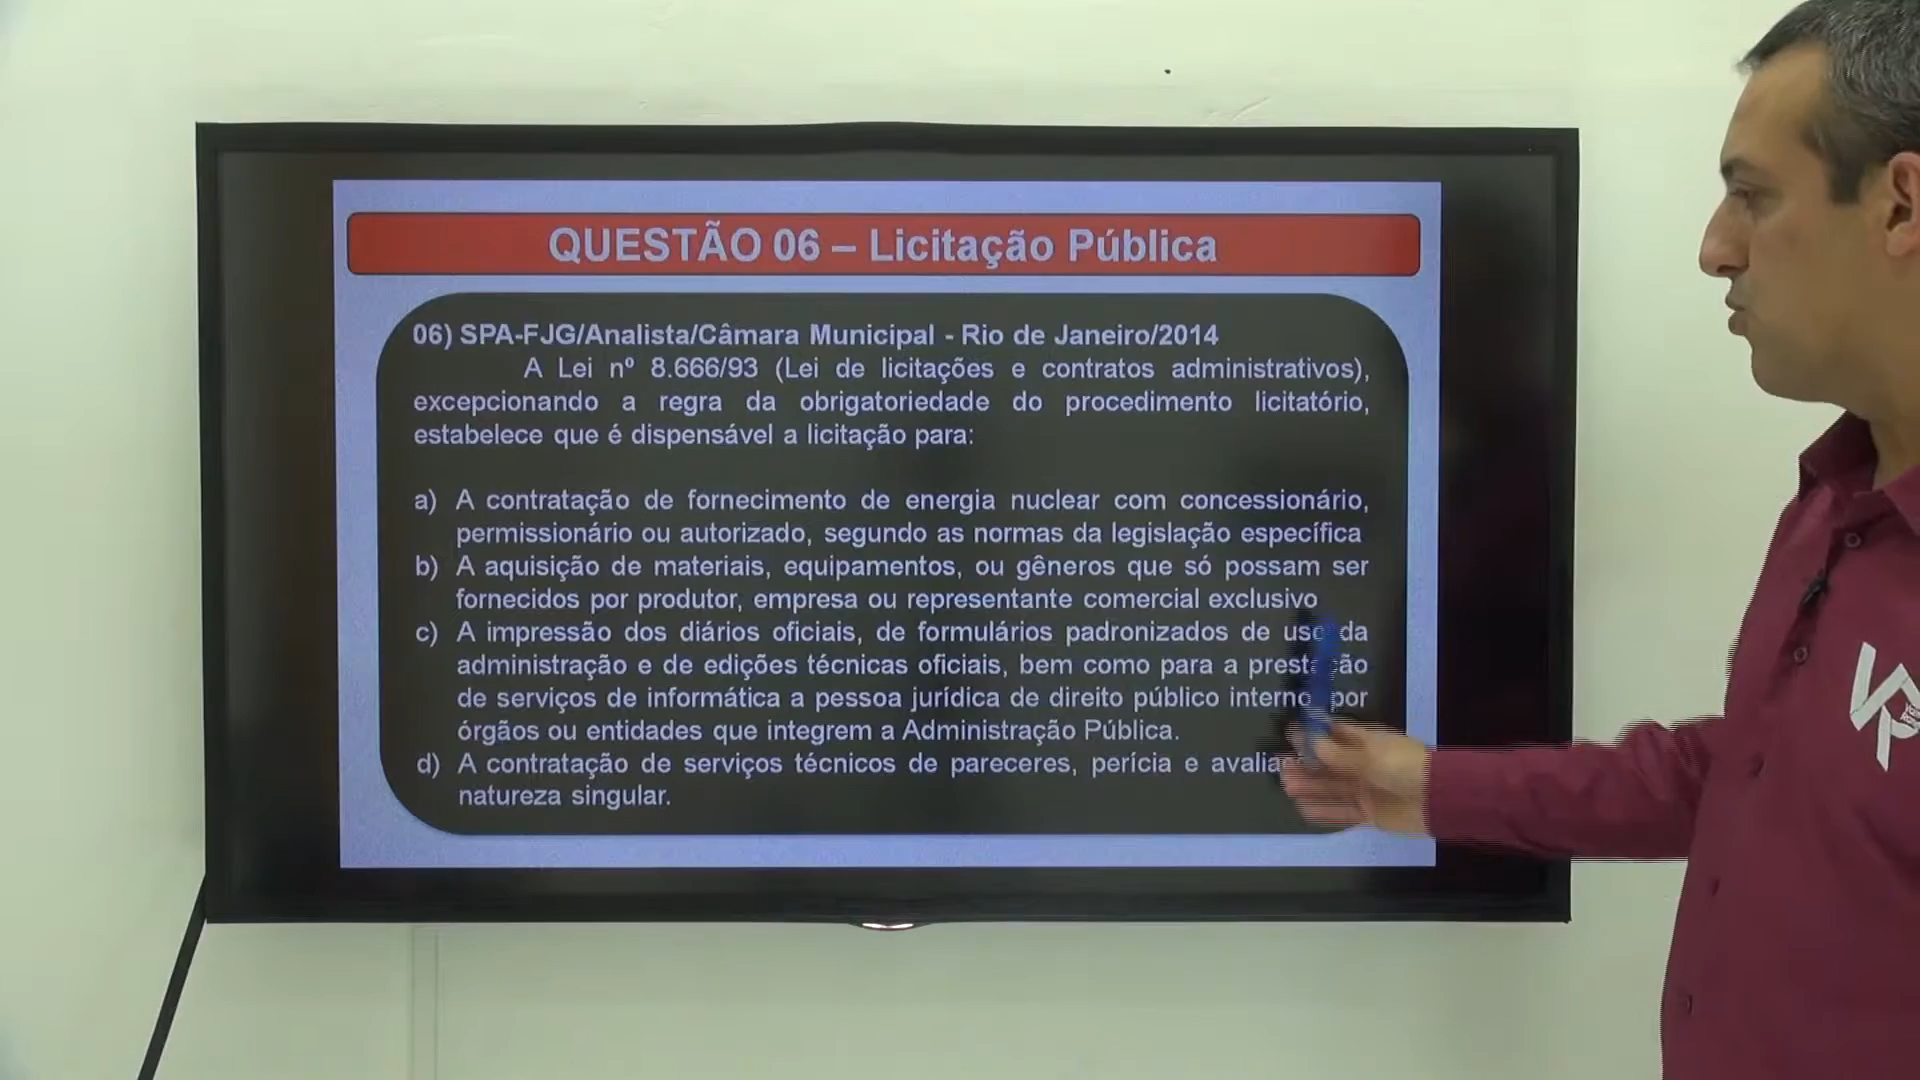 QUESTÃO 06 – Licitação Pública
06) SPA-FJG/Analista/Câmara Municipal - Rio de Janeiro/2014
A Lei nº 8.666/93 (Lei de licitações e contratos administrativos),
excepcionando a regra da obrigatoriedade do procedimento licitatório,
estabelece que é dispensável a licitação para:
a) A contratação de fornecimento de energia nuclear com concessionário,
permissionário ou autorizado, segundo as normas da legislação específica
b) A aquisição de materiais, equipamentos, ou gêneros que só possam ser
fornecidos por produtor, empresa ou representante comercial exclusivo
c) A impressão dos diários oficiais, de formulários padronizados de uso da
administração e de edições técnicas oficiais, bem como para a prestação
de serviços de informática a pessoa jurídica de direito público interno, por
órgãos ou entidades que integrem a Administração Pública.
d) A contratação de serviços técnicos de pareceres, perícia e
natureza singular.